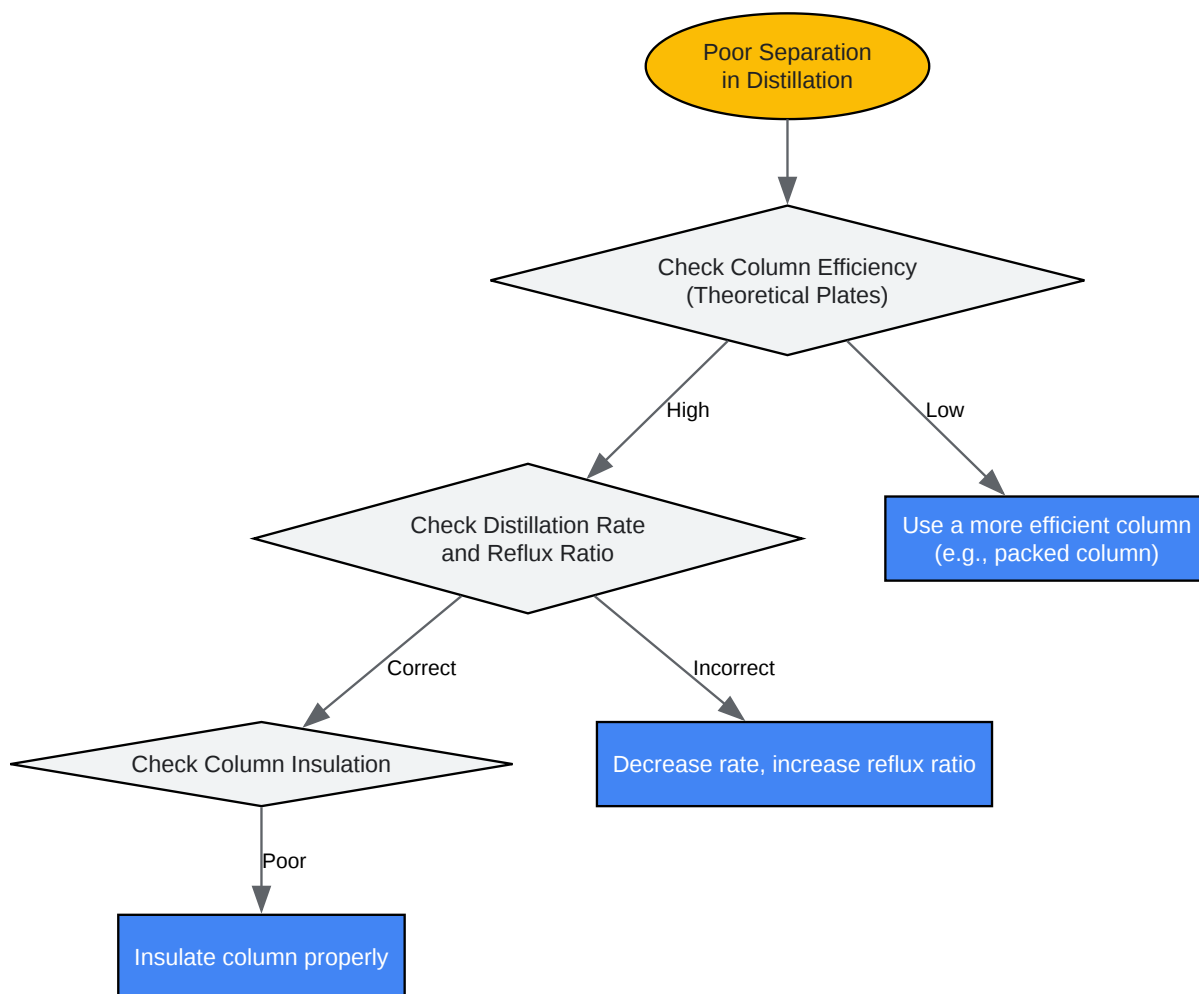 Poor Separation
in Distillation
Check Column Efficiency
(Theoretical Plates)
High
Low
Check Distillation Rate
and Reflux Ratio
Use a more efficient column
(e.g., packed column)
Correct
Incorrect
Check Column Insulation
Decrease rate, increase reflux ratio
Poor
Insulate column properly